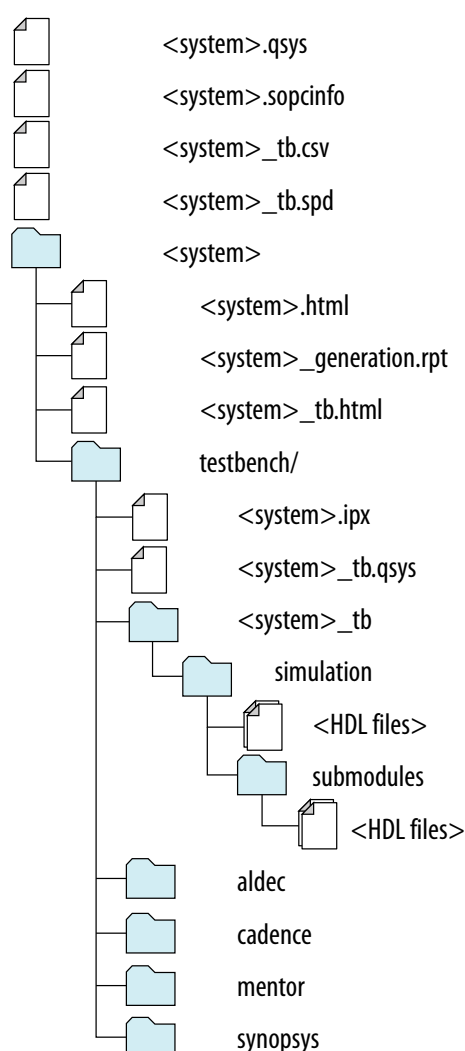 <system>.qsys
<system>.sopcinfo
<system>_tb.csv
<system>_tb.spd
<system>
<system>.html
<system>_generation.rpt
<system>_tb.html
testbench/
<system>.ipx
<system>_tb.qsys
<system>_tb
simulation
<HDL files>
submodules
<HDL files>
aldec
cadence
mentor
synopsys